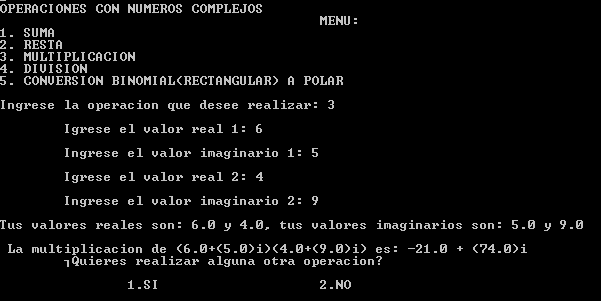 OPERACIONES CON NUMEROS COMPLEJOS
MENU:
1. SUMA
2. RESTA
3. MULTIPLICACION
4. DIVISION
5. CONVERSION BINOMIAL(RECTANGULAR) A POLAR
Ingrese la operacion que desee realizar: 3
Igrese el valor real 1: 6
Ingrese el valor imaginario 1: 5
Ingrese el valor real 2: 4
Ingrese el valor imaginario 2: 9
Tus valores reales son: 6.0 y 4.0, tus valores imaginarios son: 5.0 y 9.0
La multiplicacion de (6.0+(5.0)i)(4.0+(9.0)i) es: -21.0 + (74.0)i
┐Quieres realizar alguna otra operacion?
1.SI 2.NO